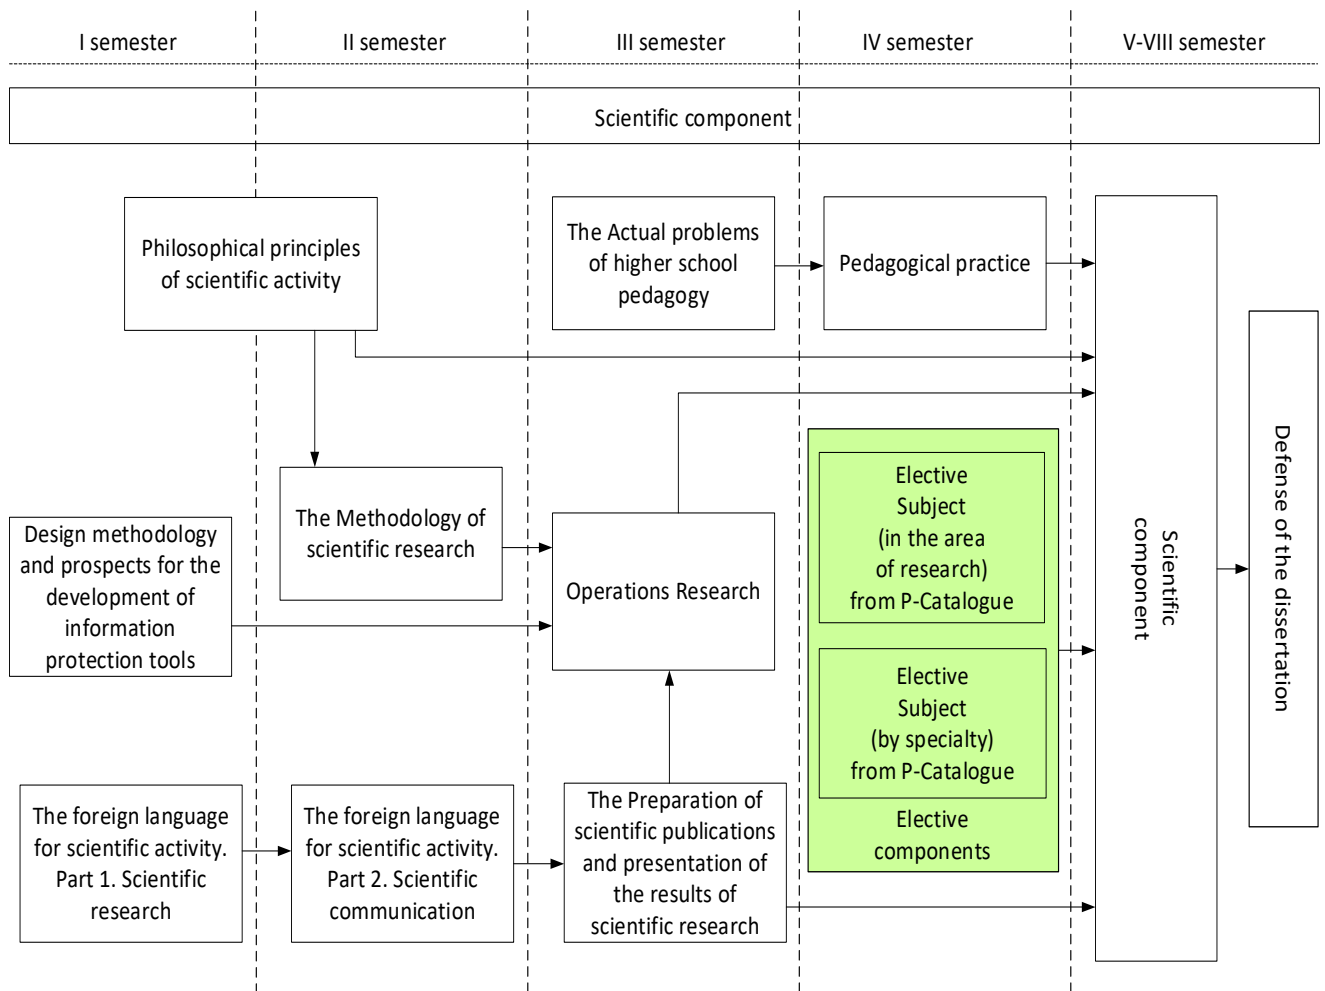 I semester
II semester
III semester
IV semester
V-VIII semester
Scientific component
Philosophical principles
of scientific activity
The Actual problems
of higher school
pedagogy
Pedagogical practice
Design methodology
and prospects for the
development of
information
protection tools
The Methodology of
scientific research
Operations Research
Elective
Subject
(in the area
of research)
from P-Catalogue
Elective
Subject
(by specialty)
from P-Catalogue
Elective
components
The foreign language
for scientific activity.
Part 1. Scientific
research
The foreign language
for scientific activity.
Part 2. Scientific
communication
The Preparation of
scientific publications
and presentation of
the results of
scientific research
Scientific
component
Defense of the dissertation